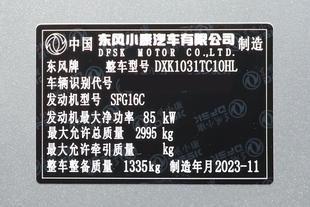 中国 东风小康汽车有限公司 制造
DFSK MOTOR CO.,LTD.
东风牌 整车型号 DXK1031TC10HL
车辆识别代号
发动机型号 SFG16C
发动机最大净功率 85 kW
最大允许总质量 2995 kg
最大允许牵引质量 kg
整车整备质量 1335kg 制造年月 2023-11